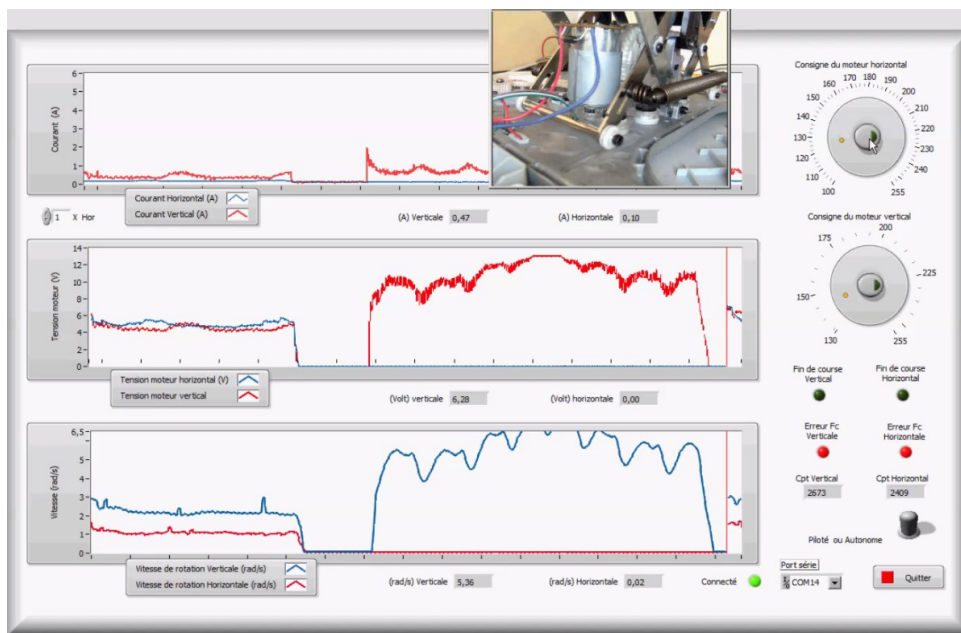 Courant (A)
6
5
4
3
2
1
0
Courant Horizontal (A)
Courant Vertical (A)
1 X Hor
(A) Verticale 0,47
(A) Horizontale 0,10
Tension moteur (V)
14
12
10
8
6
4
2
0
Tension moteur horizontal (V)
Tension moteur vertical
(Volt) verticale 6,28
(Volt) horizontale 0,00
Vitesse (rad/s)
6,5
5
4
3
2
1
0
Vitesse de rotation Verticale (rad/s)
Vitesse de rotation Horizontale (rad/s)
(rad/s) Verticale 5,36
(rad/s) Horizontale 0,02
Connecté
Consigne du moteur horizontal
100
110
120
130
140
150
160
170
180
190
200
210
220
230
240
255
Consigne du moteur vertical
130
150
175
200
225
255
Fin de course
Vertical
Fin de course
Horizontal
Erreur Fc
Verticale
Erreur Fc
Horizontale
Cpt Vertical
2673
Cpt Horizontal
2409
Piloté ou Autonome
Port série
COM14
Quitter